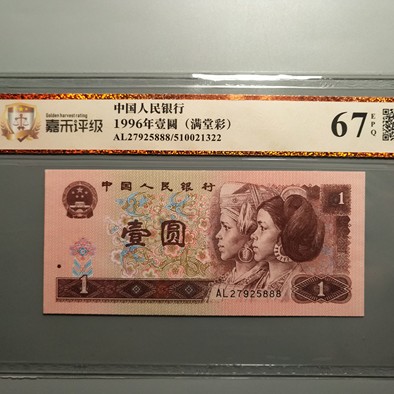 Golden harvest rating
嘉禾评级
中国人民银行
1996年壹圆（满堂彩）
AL27925888/510021322
67
EPQ
中国人民银行
1
壹圆
1
AL27925888
1